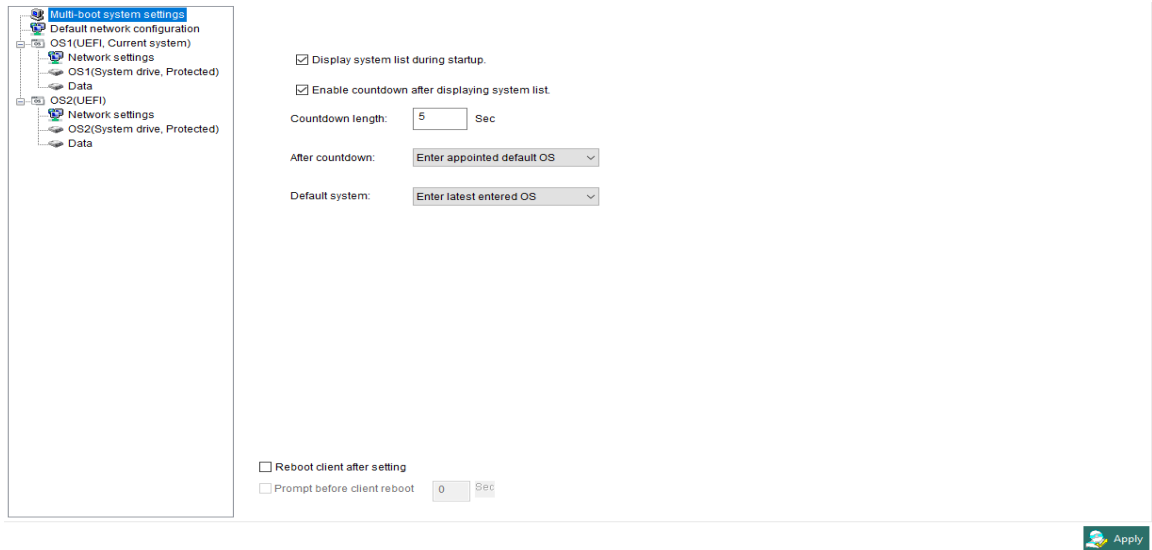 Multi-boot system settings
Default network configuration
OS1(UEFI, Current system)
Network settings
OS1(System drive, Protected)
Data
OS2(UEFI)
Network settings
OS2(System drive, Protected)
Data
Display system list during startup.
Enable countdown after displaying system list.
Countdown length: 5 Sec
After countdown: Enter appointed default OS
Default system: Enter latest entered OS
Reboot client after setting
Prompt before client reboot 0 Sec
Apply